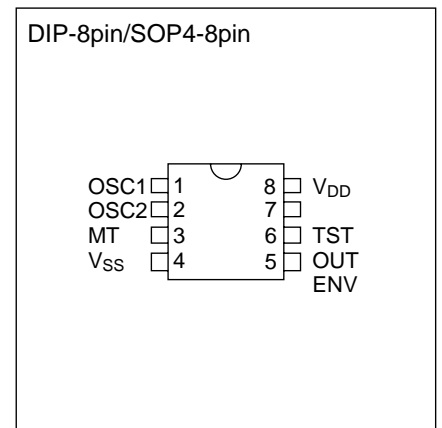 DIP-8pin/SOP4-8pin
OSC1 1 8 VDD
OSC2 2 7
MT 3 6 TST
VSS 4 5 OUT
ENV